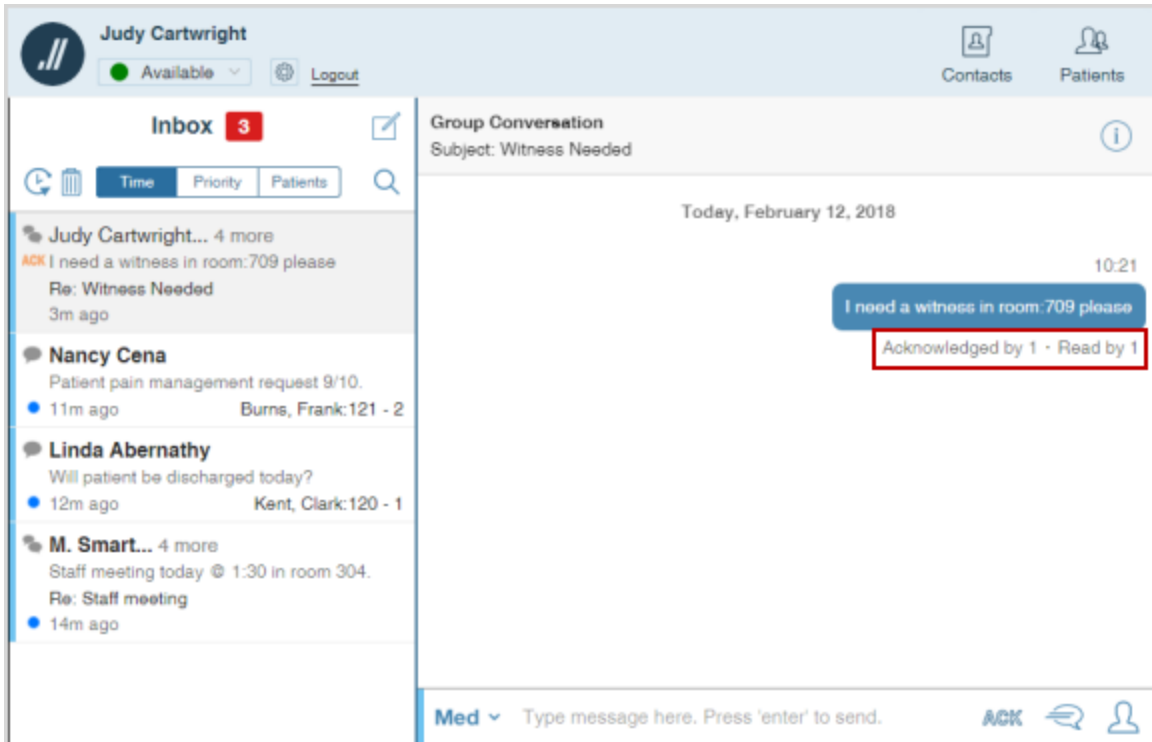 Judy Cartwright
Available
Logout
Contacts
Patients
Inbox 3
Time Priority Patients
Judy Cartwright... 4 more
ACK I need a witness in room:709 please
Re: Witness Needed
3m ago
Nancy Cena
Patient pain management request 9/10.
11m ago Burns, Frank:121 - 2
Linda Abernathy
Will patient be discharged today?
12m ago Kent, Clark:120 - 1
M. Smart... 4 more
Staff meeting today @ 1:30 in room 304.
Re: Staff meeting
14m ago
Group Conversation
Subject: Witness Needed
Today, February 12, 2018
10:21
I need a witness in room:709 please
Acknowledged by 1 · Read by 1
Med Type message here. Press 'enter' to send. ACK